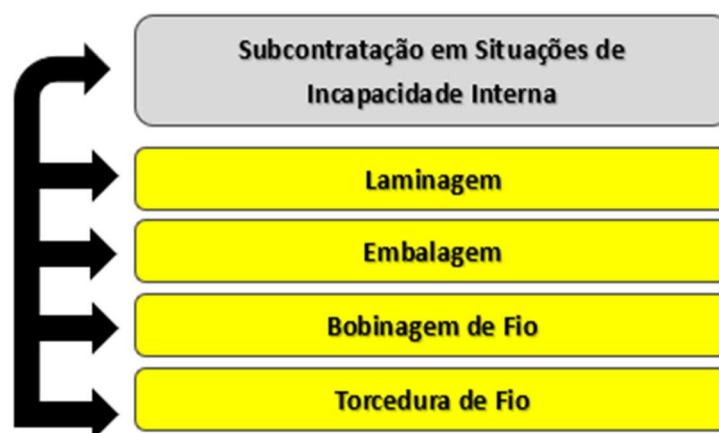 Subcontratação em Situações de
Incapacidade Interna
Laminagem
Embalagem
Bobinagem de Fio
Torcedura de Fio